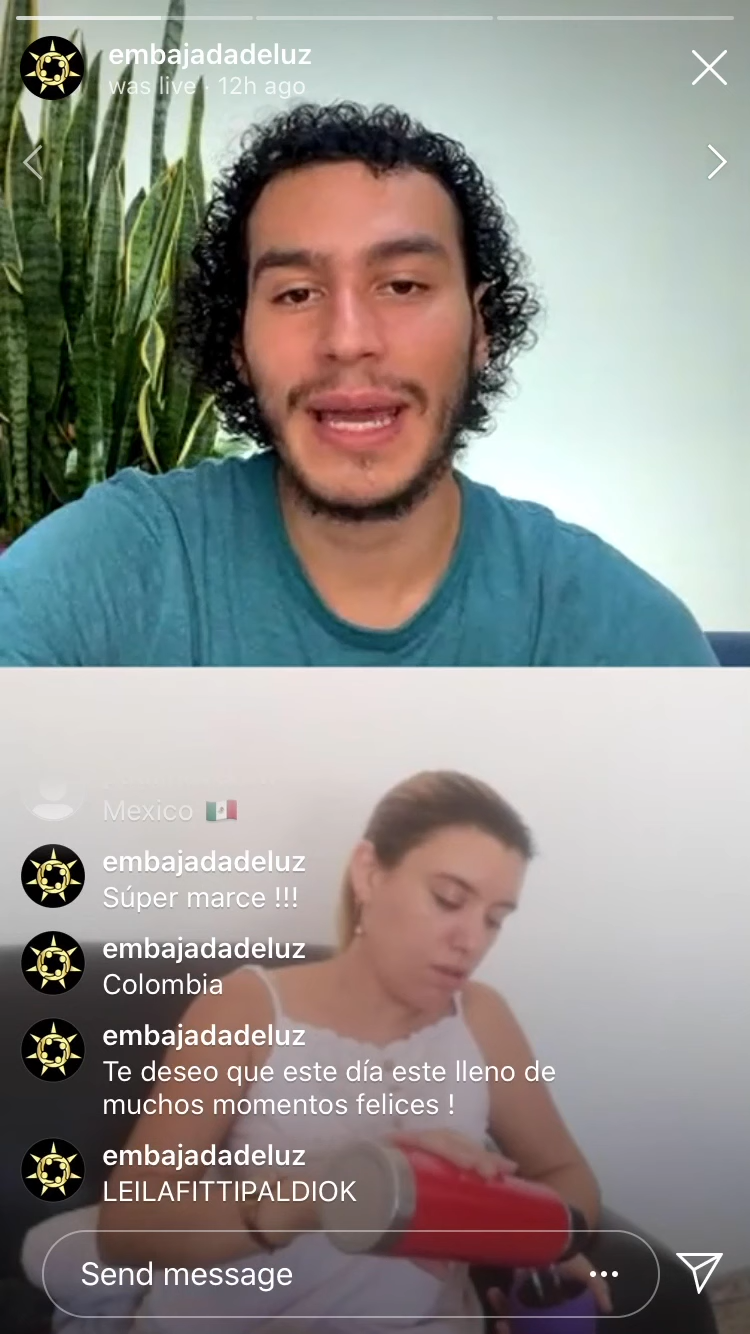 embajadadeluz
was live · 12h ago
Mexico 🇲🇽
embajadadeluz
Súper marce !!!
embajadadeluz
Colombia
embajadadeluz
Te deseo que este día este lleno de
muchos momentos felices !
embajadadeluz
LEILAFITTIPALDIOK
Send message